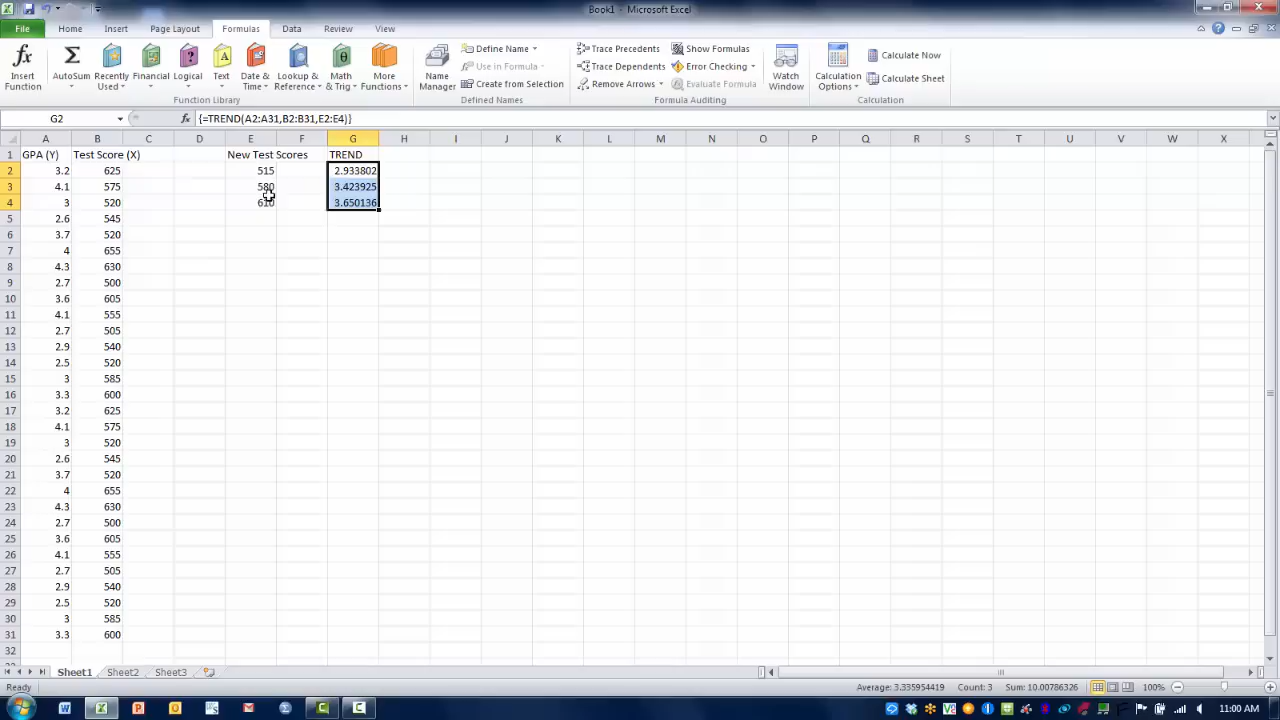 Book1 - Microsoft Excel
File Home Insert Page Layout Formulas Data Review View
Insert Function
AutoSum
Recently Used
Financial
Logical
Text
Date & Time
Lookup & Reference
Math & Trig
More Functions
Function Library
Name Manager
Define Name
Use in Formula
Create from Selection
Defined Names
Trace Precedents
Trace Dependents
Remove Arrows
Show Formulas
Error Checking
Evaluate Formula
Formula Auditing
Watch Window
Calculation Options
Calculate Now
Calculate Sheet
Calculation
G2 fx {=TREND(A2:A31,B2:B31,E2:E4)}
A B C D E F G H I J K L M N O P Q R S T U V W X
1 GPA (Y) Test Score (X) New Test Scores TREND
2 3.2 625 515 2.933802
3 4.1 575 580 3.423925
4 3 520 610 3.650136
5 2.6 545
6 3.7 520
7 4 655
8 4.3 630
9 2.7 500
10 3.6 605
11 4.1 555
12 2.7 505
13 2.9 540
14 2.5 520
15 3 585
16 3.3 600
17 3.2 625
18 4.1 575
19 3 520
20 2.6 545
21 3.7 520
22 4 655
23 4.3 630
24 2.7 500
25 3.6 605
26 4.1 555
27 2.7 505
28 2.9 540
29 2.5 520
30 3 585
31 3.3 600
32
Sheet1 Sheet2 Sheet3
Ready Average: 3.335954419 Count: 3 Sum: 10.00786326 100%
11:00 AM